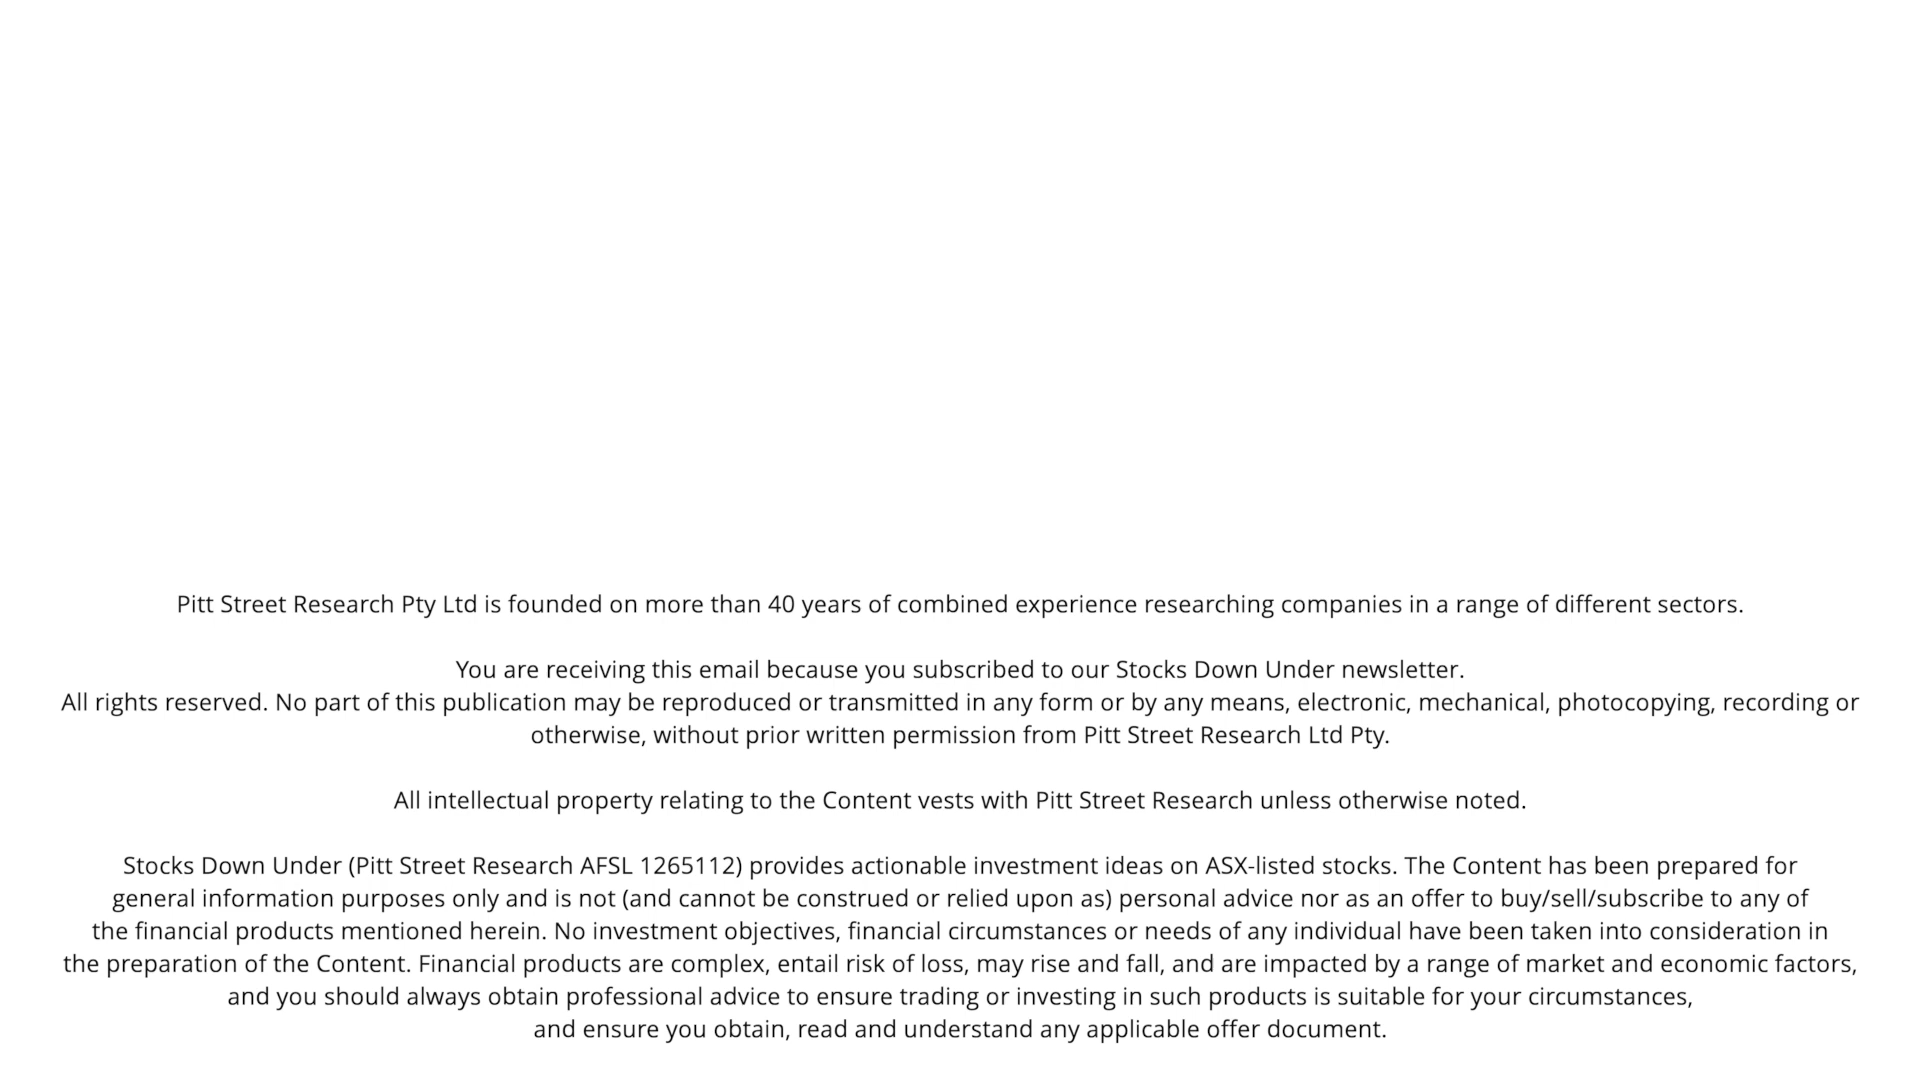 Pitt Street Research Pty Ltd is founded on more than 40 years of combined experience researching companies in a range of different sectors.
You are receiving this email because you subscribed to our Stocks Down Under newsletter.
All rights reserved. No part of this publication may be reproduced or transmitted in any form or by any means, electronic, mechanical, photocopying, recording or
otherwise, without prior written permission from Pitt Street Research Ltd Pty.
All intellectual property relating to the Content vests with Pitt Street Research unless otherwise noted.
Stocks Down Under (Pitt Street Research AFSL 1265112) provides actionable investment ideas on ASX-listed stocks. The Content has been prepared for
general information purposes only and is not (and cannot be construed or relied upon as) personal advice nor as an offer to buy/sell/subscribe to any of
the financial products mentioned herein. No investment objectives, financial circumstances or needs of any individual have been taken into consideration in
the preparation of the Content. Financial products are complex, entail risk of loss, may rise and fall, and are impacted by a range of market and economic factors,
and you should always obtain professional advice to ensure trading or investing in such products is suitable for your circumstances,
and ensure you obtain, read and understand any applicable offer document.